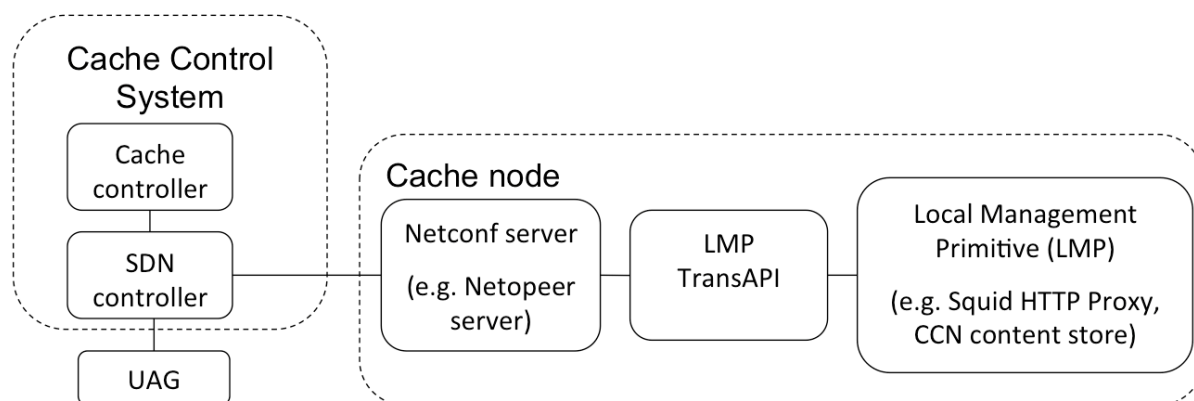 Cache Control
System
Cache
controller
SDN
controller
UAG
Cache node
Netconf server
(e.g. Netopeer
server)
LMP
TransAPI
Local Management
Primitive (LMP)
(e.g. Squid HTTP Proxy,
CCN content store)